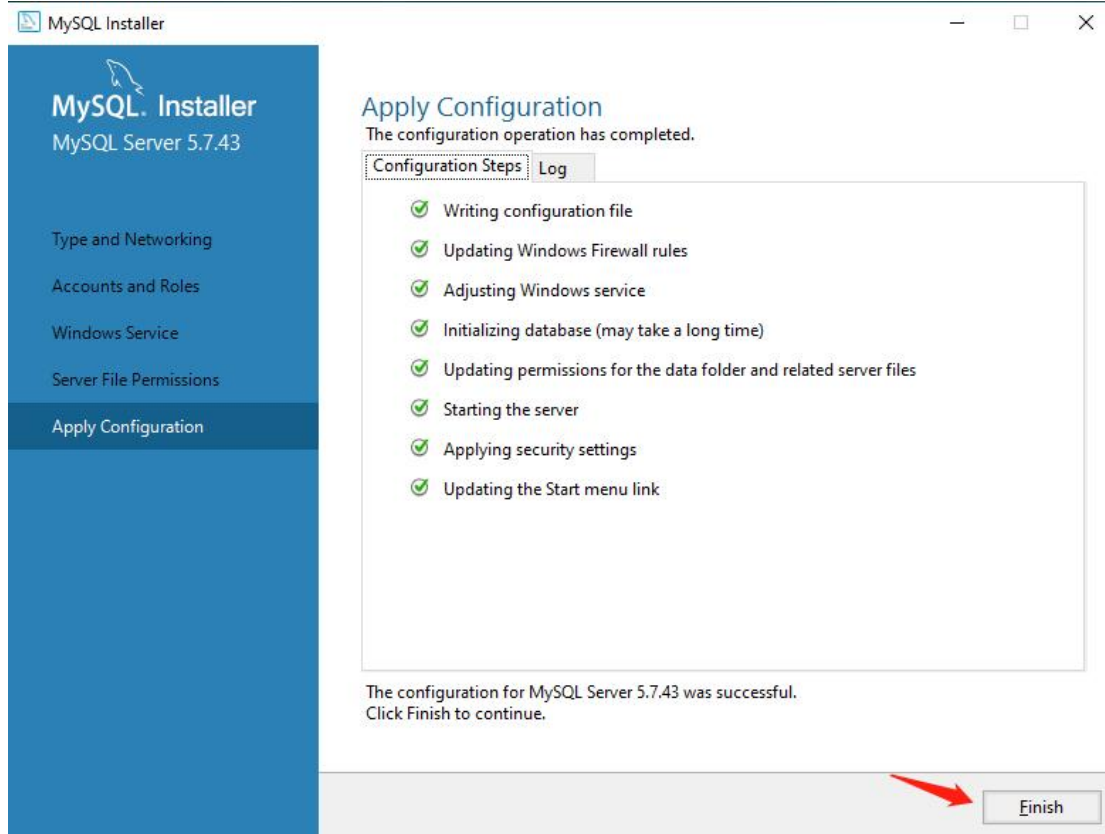 MySQL Installer
MySQL. Installer
MySQL Server 5.7.43
Type and Networking
Accounts and Roles
Windows Service
Server File Permissions
Apply Configuration
Apply Configuration
The configuration operation has completed.
Configuration Steps Log
Writing configuration file
Updating Windows Firewall rules
Adjusting Windows service
Initializing database (may take a long time)
Updating permissions for the data folder and related server files
Starting the server
Applying security settings
Updating the Start menu link
The configuration for MySQL Server 5.7.43 was successful.
Click Finish to continue.
Finish